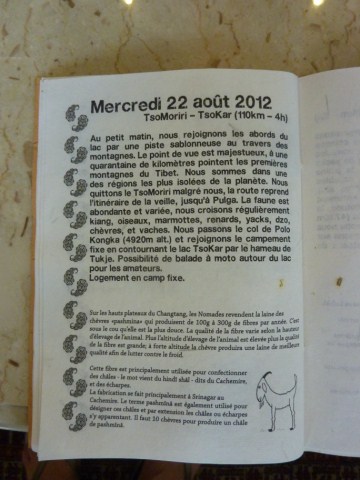 Mercredi 22 août 2012
TsoMoriri – TsoKar (110km – 4h)
Au petit matin, nous rejoignons les abords du
lac par une piste sablonneuse au travers des
montagnes. Le point de vue est majestueux, à une
quarantaine de kilomètres pointent les premières
montagnes du Tibet. Nous sommes dans une
des régions les plus isolées de la planète. Nous
quittons le TsoMoriri malgré nous, la route reprend
l'itinéraire de la veille, jusqu'à Pulga. La faune est
abondante et variée, nous croisons régulièrement
kiang, oiseaux, marmottes, renards, yacks, dzo,
chèvres, et vaches. Nous passons le col de Polo
Kongka (4920m alt.) et rejoignons le campement
fixe en contournant le lac TsoKar par le hameau de
Tukje. Possibilité de balade à moto autour du lac
pour les amateurs.
Logement en camp fixe.
Sur les hauts plateaux du Changtang, les Nomades revendent la laine des
chèvres «pashmina» qui produisent de 100g à 300g de fibres par année. C'est
sous le cou qu'elle est la plus douce. La qualité de la fibre varie selon la hauteur
d'élevage de l'animal. Plus l'altitude d'élevage de l'animal est élevée plus la qualité
de la fibre est grande; à forte altitude la chèvre produira une laine de meilleure
qualité afin de lutter contre le froid.
Cette fibre est principalement utilisée pour confectionner
des châles - le mot vient du hindi shāl - dits du Cachemire,
et des écharpes.
La fabrication se fait principalement à Srinagar au
Cachemire. Le terme pashmînâ est également utilisé pour
désigner ces châles et par extension les châles ou écharpes
s'y apparentant. Il faut 20 chèvres pour produire un châle
de pashmînâ.